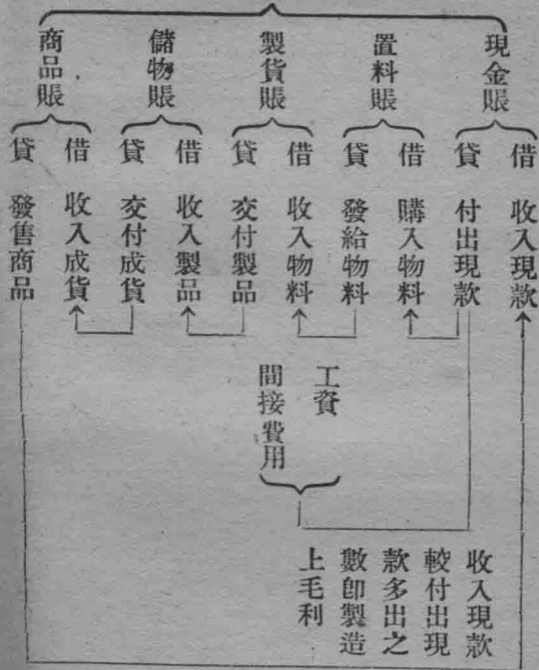 現金賬
借 收入現款
貸 付出現款
置料賬
借 購入物料
貸 發給物料
製貨賬
借 收入物料
貸 交付製品
儲物賬
借 收入製品
貸 交付成貨
商品賬
借 收入成貨
貸 發售商品
工資
間接費用
收入現款
較付出現
款多出之
數卽製造
上毛利